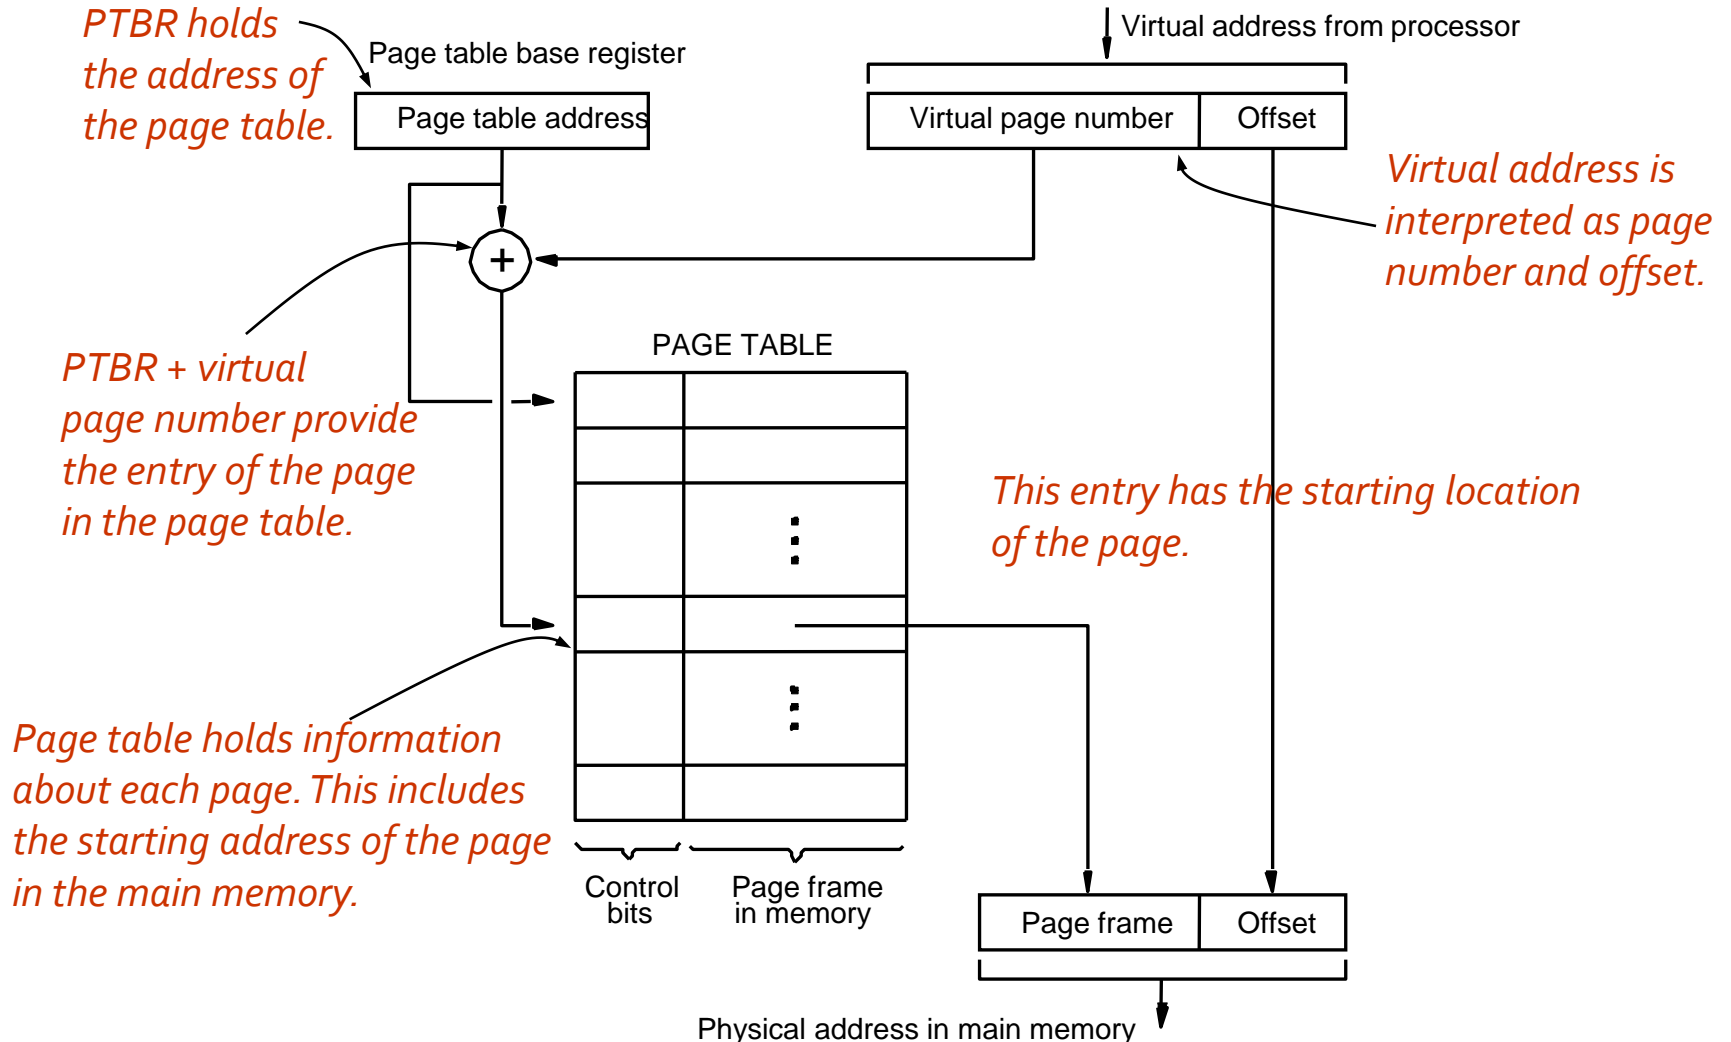 PTBR holds
the address of
the page table.
Page table base register
Page table address
Virtual address from processor
Virtual page number
Offset
Virtual address is
interpreted as page
number and offset.
+
PTBR + virtual
page number provide
the entry of the page
in the page table.
PAGE TABLE
This entry has the starting location
of the page.
Page table holds information
about each page. This includes
the starting address of the page
in the main memory.
Control
bits
Page frame
in memory
Page frame
Offset
Physical address in main memory